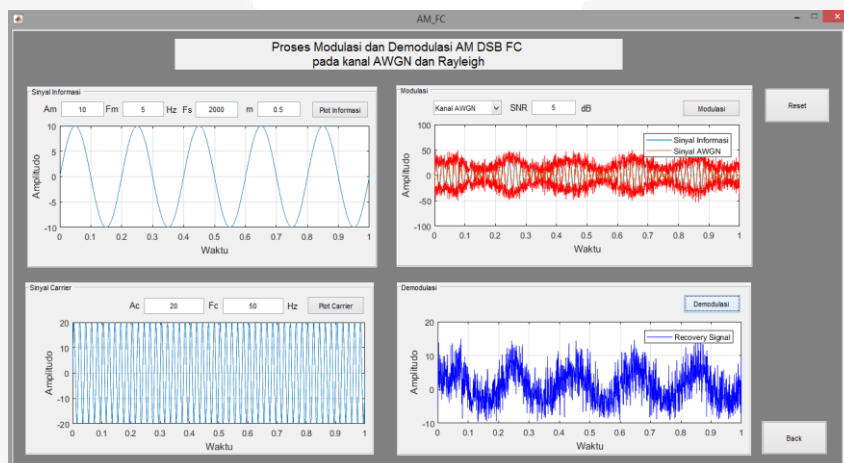 AM_FC
Proses Modulasi dan Demodulasi AM DSB FC
pada kanal AWGN dan Rayleigh
Sinyal Informasi
Am 10 Fm 5 Hz Fs 2000 m 0.5 Plot Informasi
10
5
0
-5
-10
Amplitudo
0 0.1 0.2 0.3 0.4 0.5 0.6 0.7 0.8 0.9 1
Waktu
Modulasi
Kanal AWGN SNR 5 dB Modulasi
100
50
0
-50
-100
Amplitudo
Sinyal Informasi
Sinyal AWGN
0 0.1 0.2 0.3 0.4 0.5 0.6 0.7 0.8 0.9 1
Waktu
Reset
Sinyal Carrier
Ac 20 Fc 50 Hz Plot Carrier
20
10
0
-10
-20
Amplitudo
0 0.1 0.2 0.3 0.4 0.5 0.6 0.7 0.8 0.9 1
Waktu
Demodulasi
Demodulasi
20
10
0
-10
Amplitudo
Recovery Signal
0 0.1 0.2 0.3 0.4 0.5 0.6 0.7 0.8 0.9 1
Waktu
Back